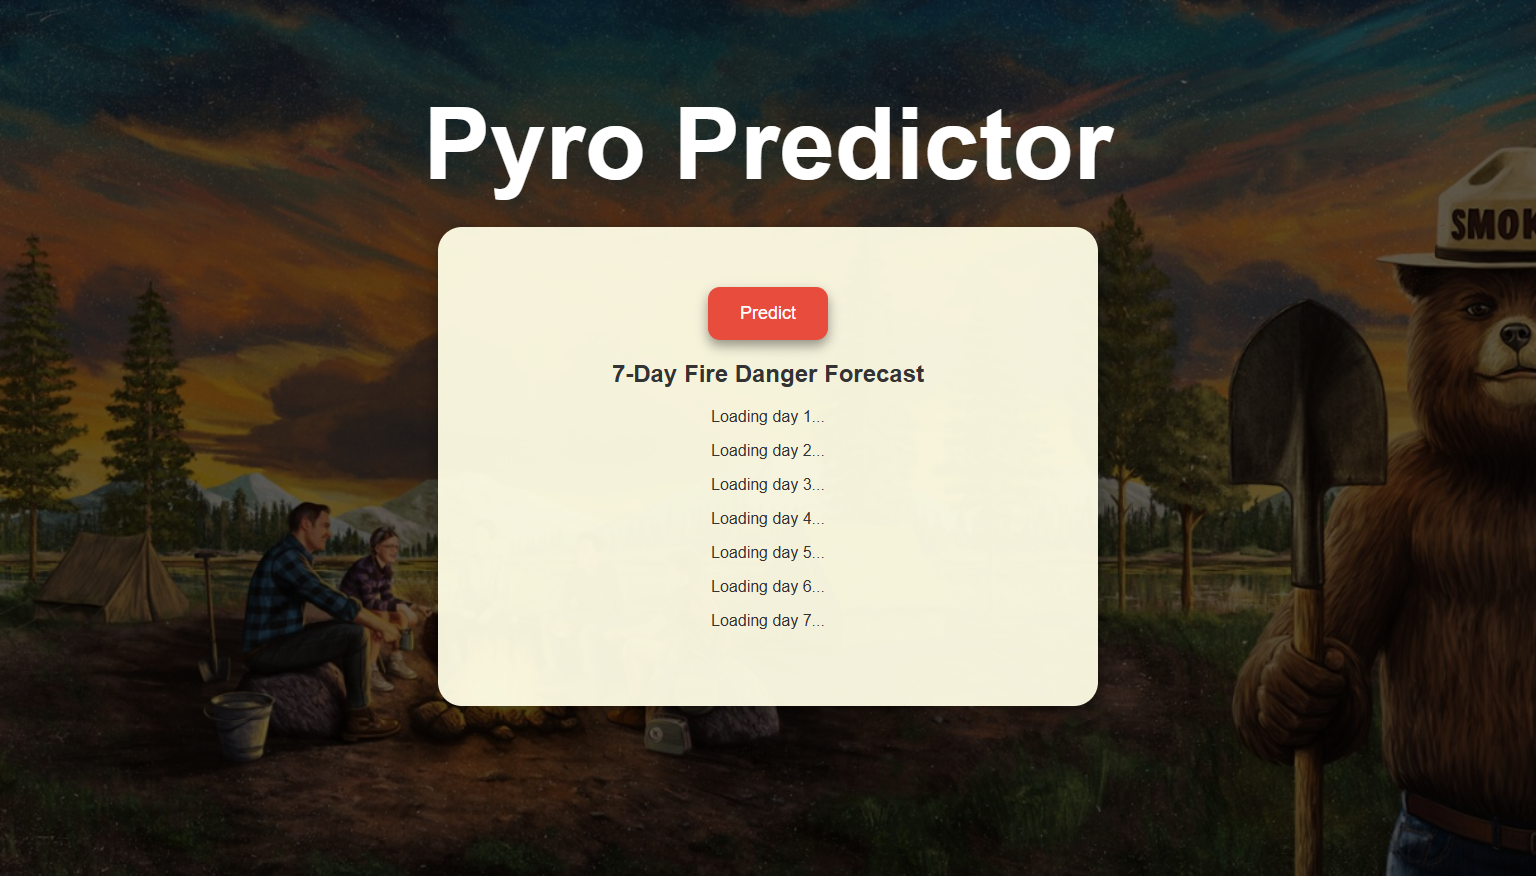 Pyro Predictor
SMOK
Predict
7-Day Fire Danger Forecast
Loading day 1...
Loading day 2...
Loading day 3...
Loading day 4...
Loading day 5...
Loading day 6...
Loading day 7...